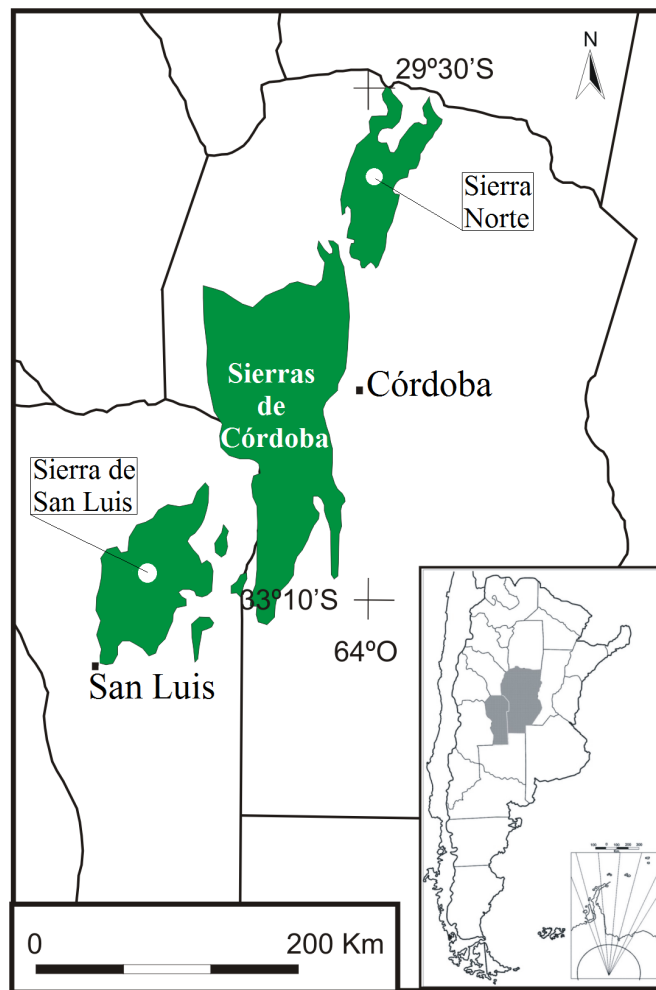 N
29º30'S
Sierra
Norte
Sierras
de
Córdoba
Córdoba
Sierra de
San Luis
33º10'S
64ºO
San Luis
0 200 Km